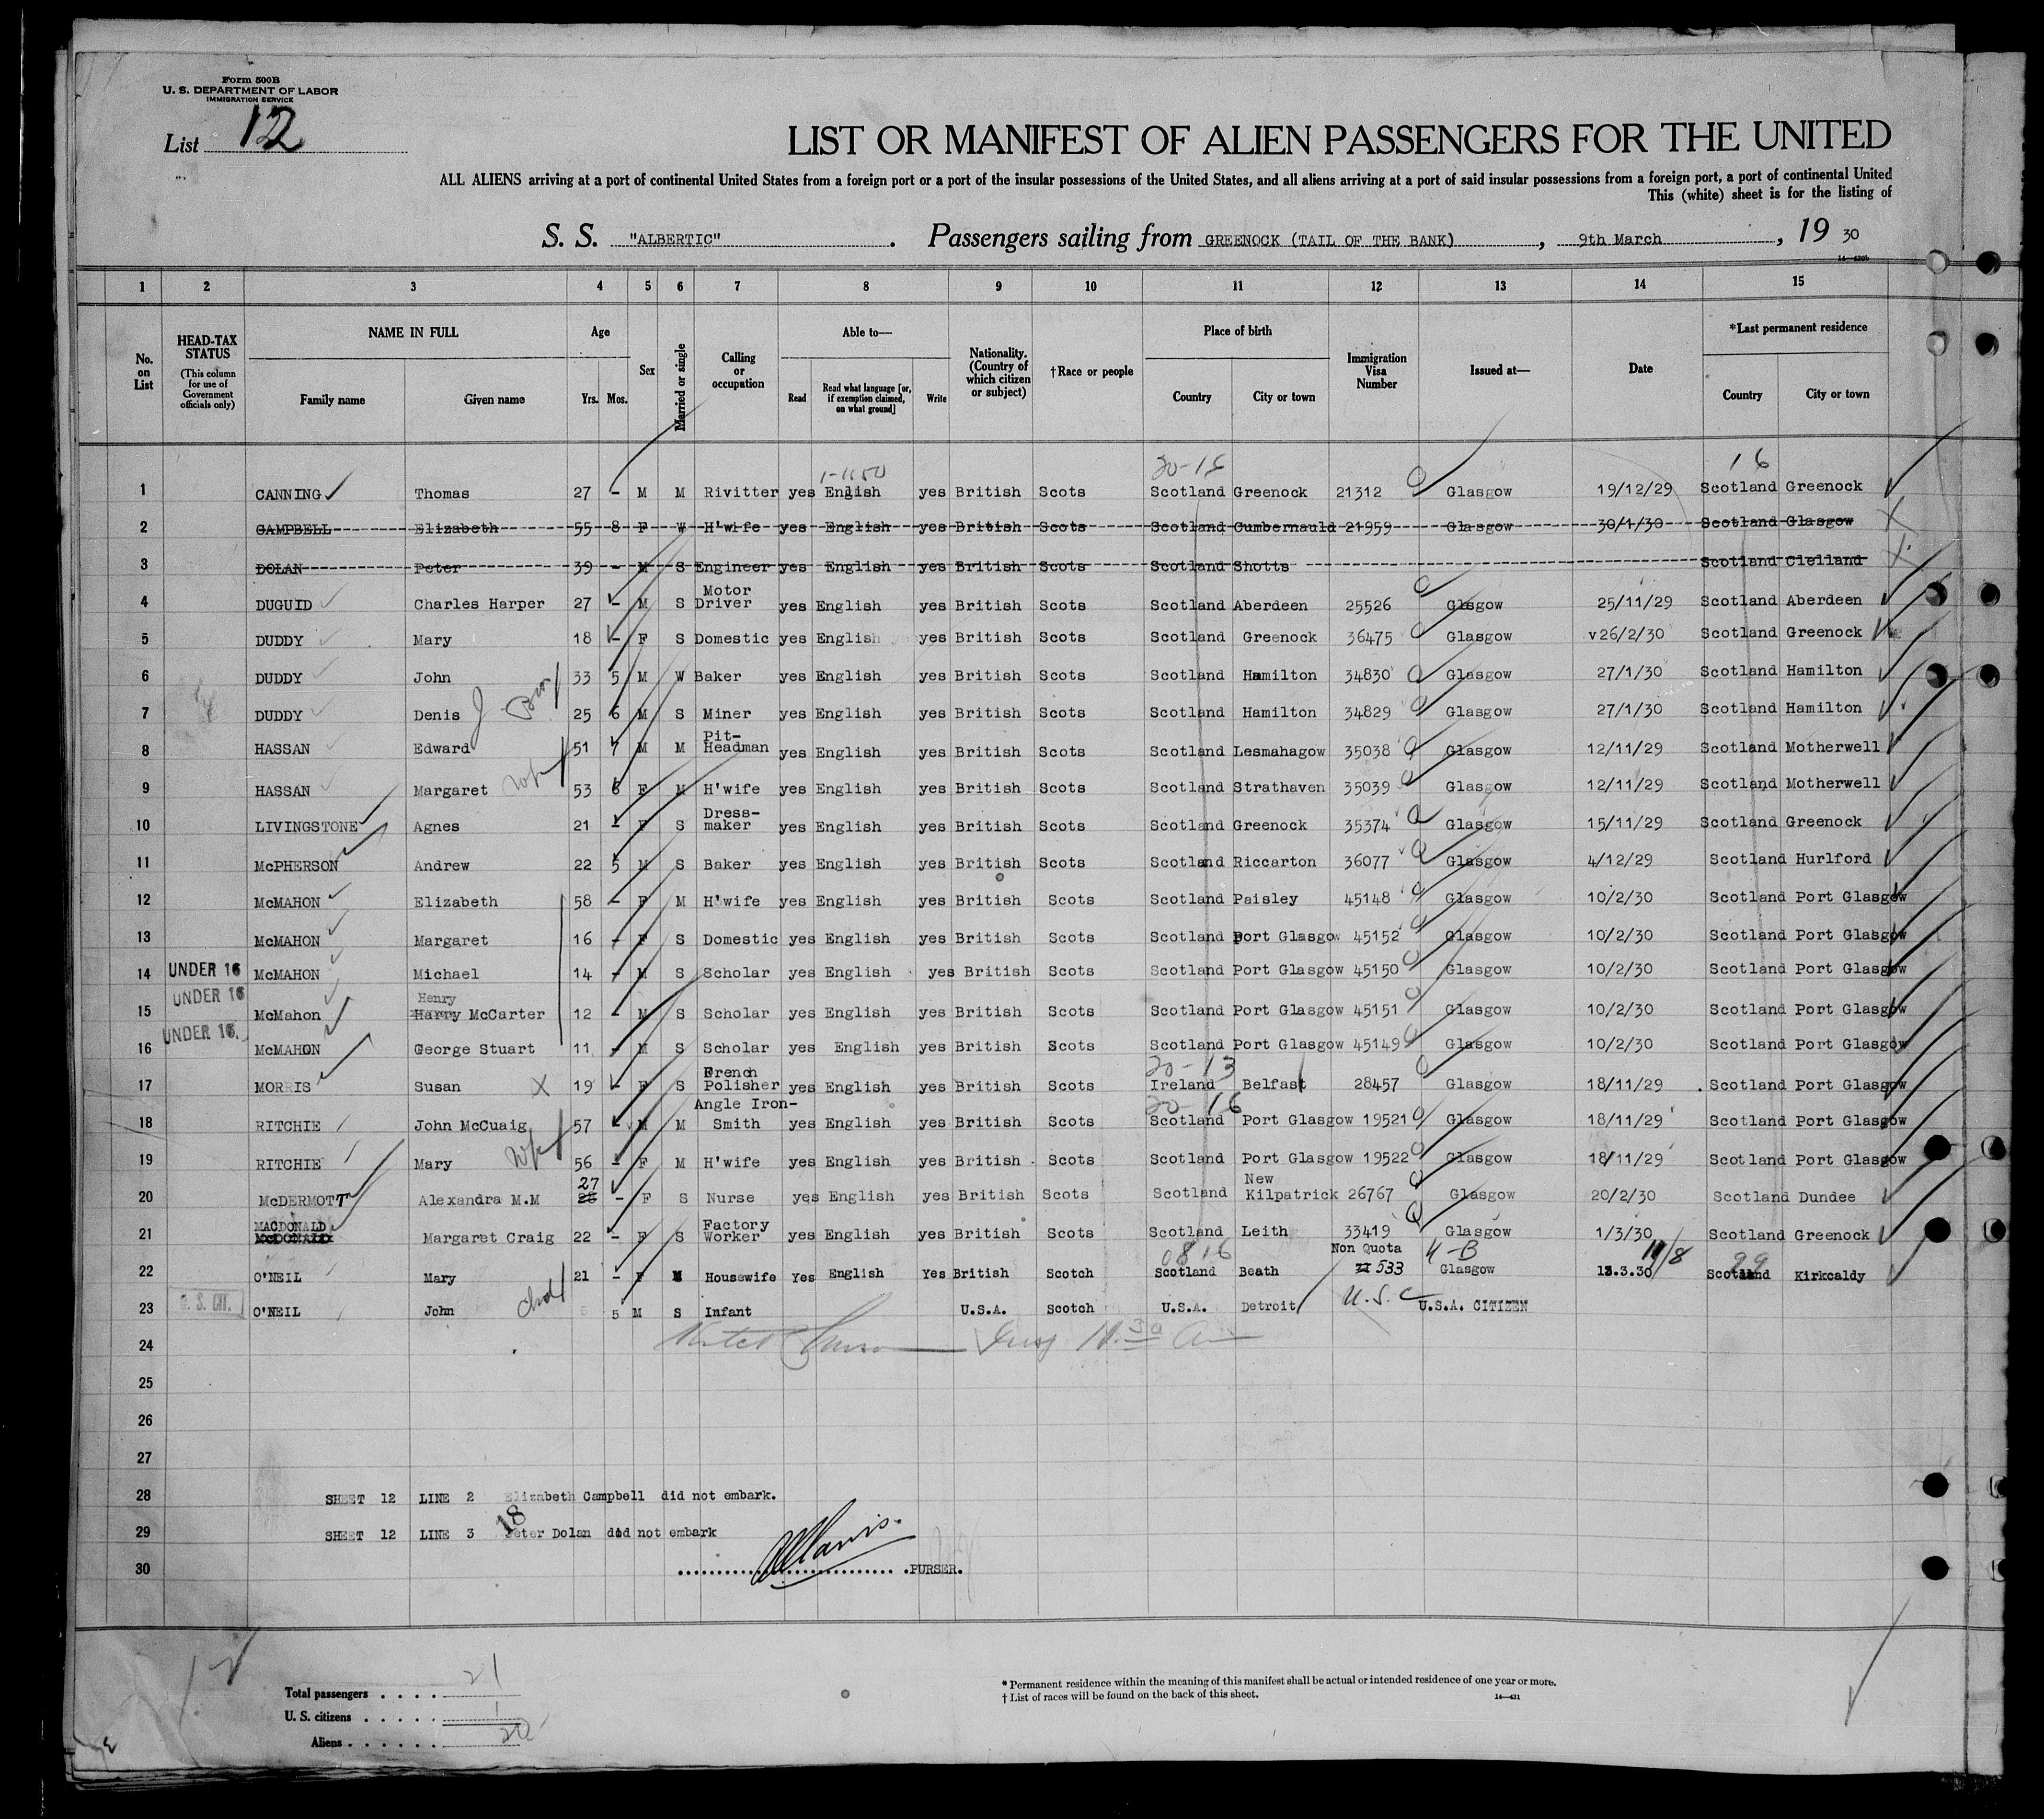 Form 500B
U. S. DEPARTMENT OF LABOR
IMMIGRATION SERVICE
List 12
LIST OR MANIFEST OF ALIEN PASSENGERS FOR THE UNITED
ALL ALIENS arriving at a port of continental United States from a foreign port or a port of the insular possessions of the United States, and all aliens arriving at a port of said insular possessions from a foreign port, a port of continental United
This (white) sheet is for the listing of
S. S. "ALBERTIC" . Passengers sailing from GREENOCK (TAIL OF THE BANK) , 9th March , 19 30
14—430b
1 2 3 4 5 6 7 8 9 10 11 12 13 14 15
No. on List HEAD-TAX STATUS (This column for use of Government officials only) NAME IN FULL Family name Given name Age Yrs. Mos. Sex Married or single Calling or occupation Able to— Read Read what language [or, if exemption claimed, on what ground] Write Nationality. (Country of which citizen or subject) †Race or people Place of birth Country City or town Immigration Visa Number Issued at— Date *Last permanent residence Country City or town
20-16 16
1 CANNING Thomas 27 - M M Rivitter yes English yes British Scots Scotland Greenock 21312 Q Glasgow 19/12/29 Scotland Greenock
2 CAMPBELL Elizabeth 55 8 F W H'wife yes English yes British Scots Scotland Cumbernauld 21959 Glasgow 30/1/30 Scotland Glasgow X
3 DOLAN Peter 39 - M S Engineer yes English yes British Scots Scotland Shotts Scotland Clelland X
4 DUGUID Charles Harper 27 - M S Motor Driver yes English yes British Scots Scotland Aberdeen 25526 Q Glasgow 25/11/29 Scotland Aberdeen
5 DUDDY Mary 18 - F S Domestic yes English yes British Scots Scotland Greenock 36475 Q Glasgow v26/2/30 Scotland Greenock
6 DUDDY John 33 5 M W Baker yes English yes British Scots Scotland Hamilton 34830 Q Glasgow 27/1/30 Scotland Hamilton
7 DUDDY Denis 25 6 M S Miner yes English yes British Scots Scotland Hamilton 34829 Q Glasgow 27/1/30 Scotland Hamilton
8 HASSAN Edward 51 7 M M Pit-Headman yes English yes British Scots Scotland Lesmahagow 35038 Q Glasgow 12/11/29 Scotland Motherwell
9 HASSAN Margaret wf 53 6 F M H'wife yes English yes British Scots Scotland Strathaven 35039 Q Glasgow 12/11/29 Scotland Motherwell
10 LIVINGSTONE Agnes 21 - F S Dress-maker yes English yes British Scots Scotland Greenock 35374 Q Glasgow 15/11/29 Scotland Greenock
11 McPHERSON Andrew 22 5 M S Baker yes English yes British Scots Scotland Riccarton 36077 Q Glasgow 4/12/29 Scotland Hurlford
12 McMAHON Elizabeth 58 - F M H'wife yes English yes British Scots Scotland Paisley 45148 Q Glasgow 10/2/30 Scotland Port Glasgow
13 McMAHON Margaret 16 - F S Domestic yes English yes British Scots Scotland Port Glasgow 45152 Q Glasgow 10/2/30 Scotland Port Glasgow
14 UNDER 16 McMAHON Michael 14 - M S Scholar yes English yes British Scots Scotland Port Glasgow 45150 Q Glasgow 10/2/30 Scotland Port Glasgow
15 UNDER 16 McMahon Henry Harry McCarter 12 - M S Scholar yes English yes British Scots Scotland Port Glasgow 45151 Q Glasgow 10/2/30 Scotland Port Glasgow
16 UNDER 16. McMAHON George Stuart 11 - M S Scholar yes English yes British Scots Scotland Port Glasgow 45149 Q Glasgow 10/2/30 Scotland Port Glasgow
20-13
17 MORRIS Susan X 19 - F S French Polisher yes English yes British Scots Ireland Belfast 28457 Q Glasgow 18/11/29 Scotland Port Glasgow
20-16
18 RITCHIE John McCuaig 57 - M M Angle Iron-Smith yes English yes British Scots Scotland Port Glasgow 19521 Q Glasgow 18/11/29 Scotland Port Glasgow
19 RITCHIE Mary wf 56 - F M H'wife yes English yes British Scots Scotland Port Glasgow 19522 Q Glasgow 18/11/29 Scotland Port Glasgow
20 McDERMOTT Alexandra M.M 27 - F S Nurse yes English yes British Scots Scotland New Kilpatrick 26767 Q Glasgow 20/2/30 Scotland Dundee
21 MACDONALD McDONALD Margaret Craig 22 - F S Factory Worker yes English yes British Scots Scotland Leith 33419 Q Glasgow 1/3/30 Scotland Greenock
0816 Non Quota 4-B 11/8 99
22 O'NEIL Mary 21 - F M Housewife Yes English Yes British Scotch Scotland Beath 533 Glasgow 13.3.30 Scotland Kirkcaldy
23 U. S. CIT. O'NEIL John chd 5 M S Infant U.S.A. Scotch U.S.A. Detroit U.S.C U.S.A. CITIZEN
24
25
26
27
28 SHEET 12 LINE 2 Elizabeth Campbell did not embark.
29 SHEET 12 LINE 3 Peter Dolan did not embark
18
30 PURSER.
Total passengers . . . . 21
U. S. citizens . . . . . 1
Aliens . . . . . . 20
* Permanent residence within the meaning of this manifest shall be actual or intended residence of one year or more.
† List of races will be found on the back of this sheet.
14—431